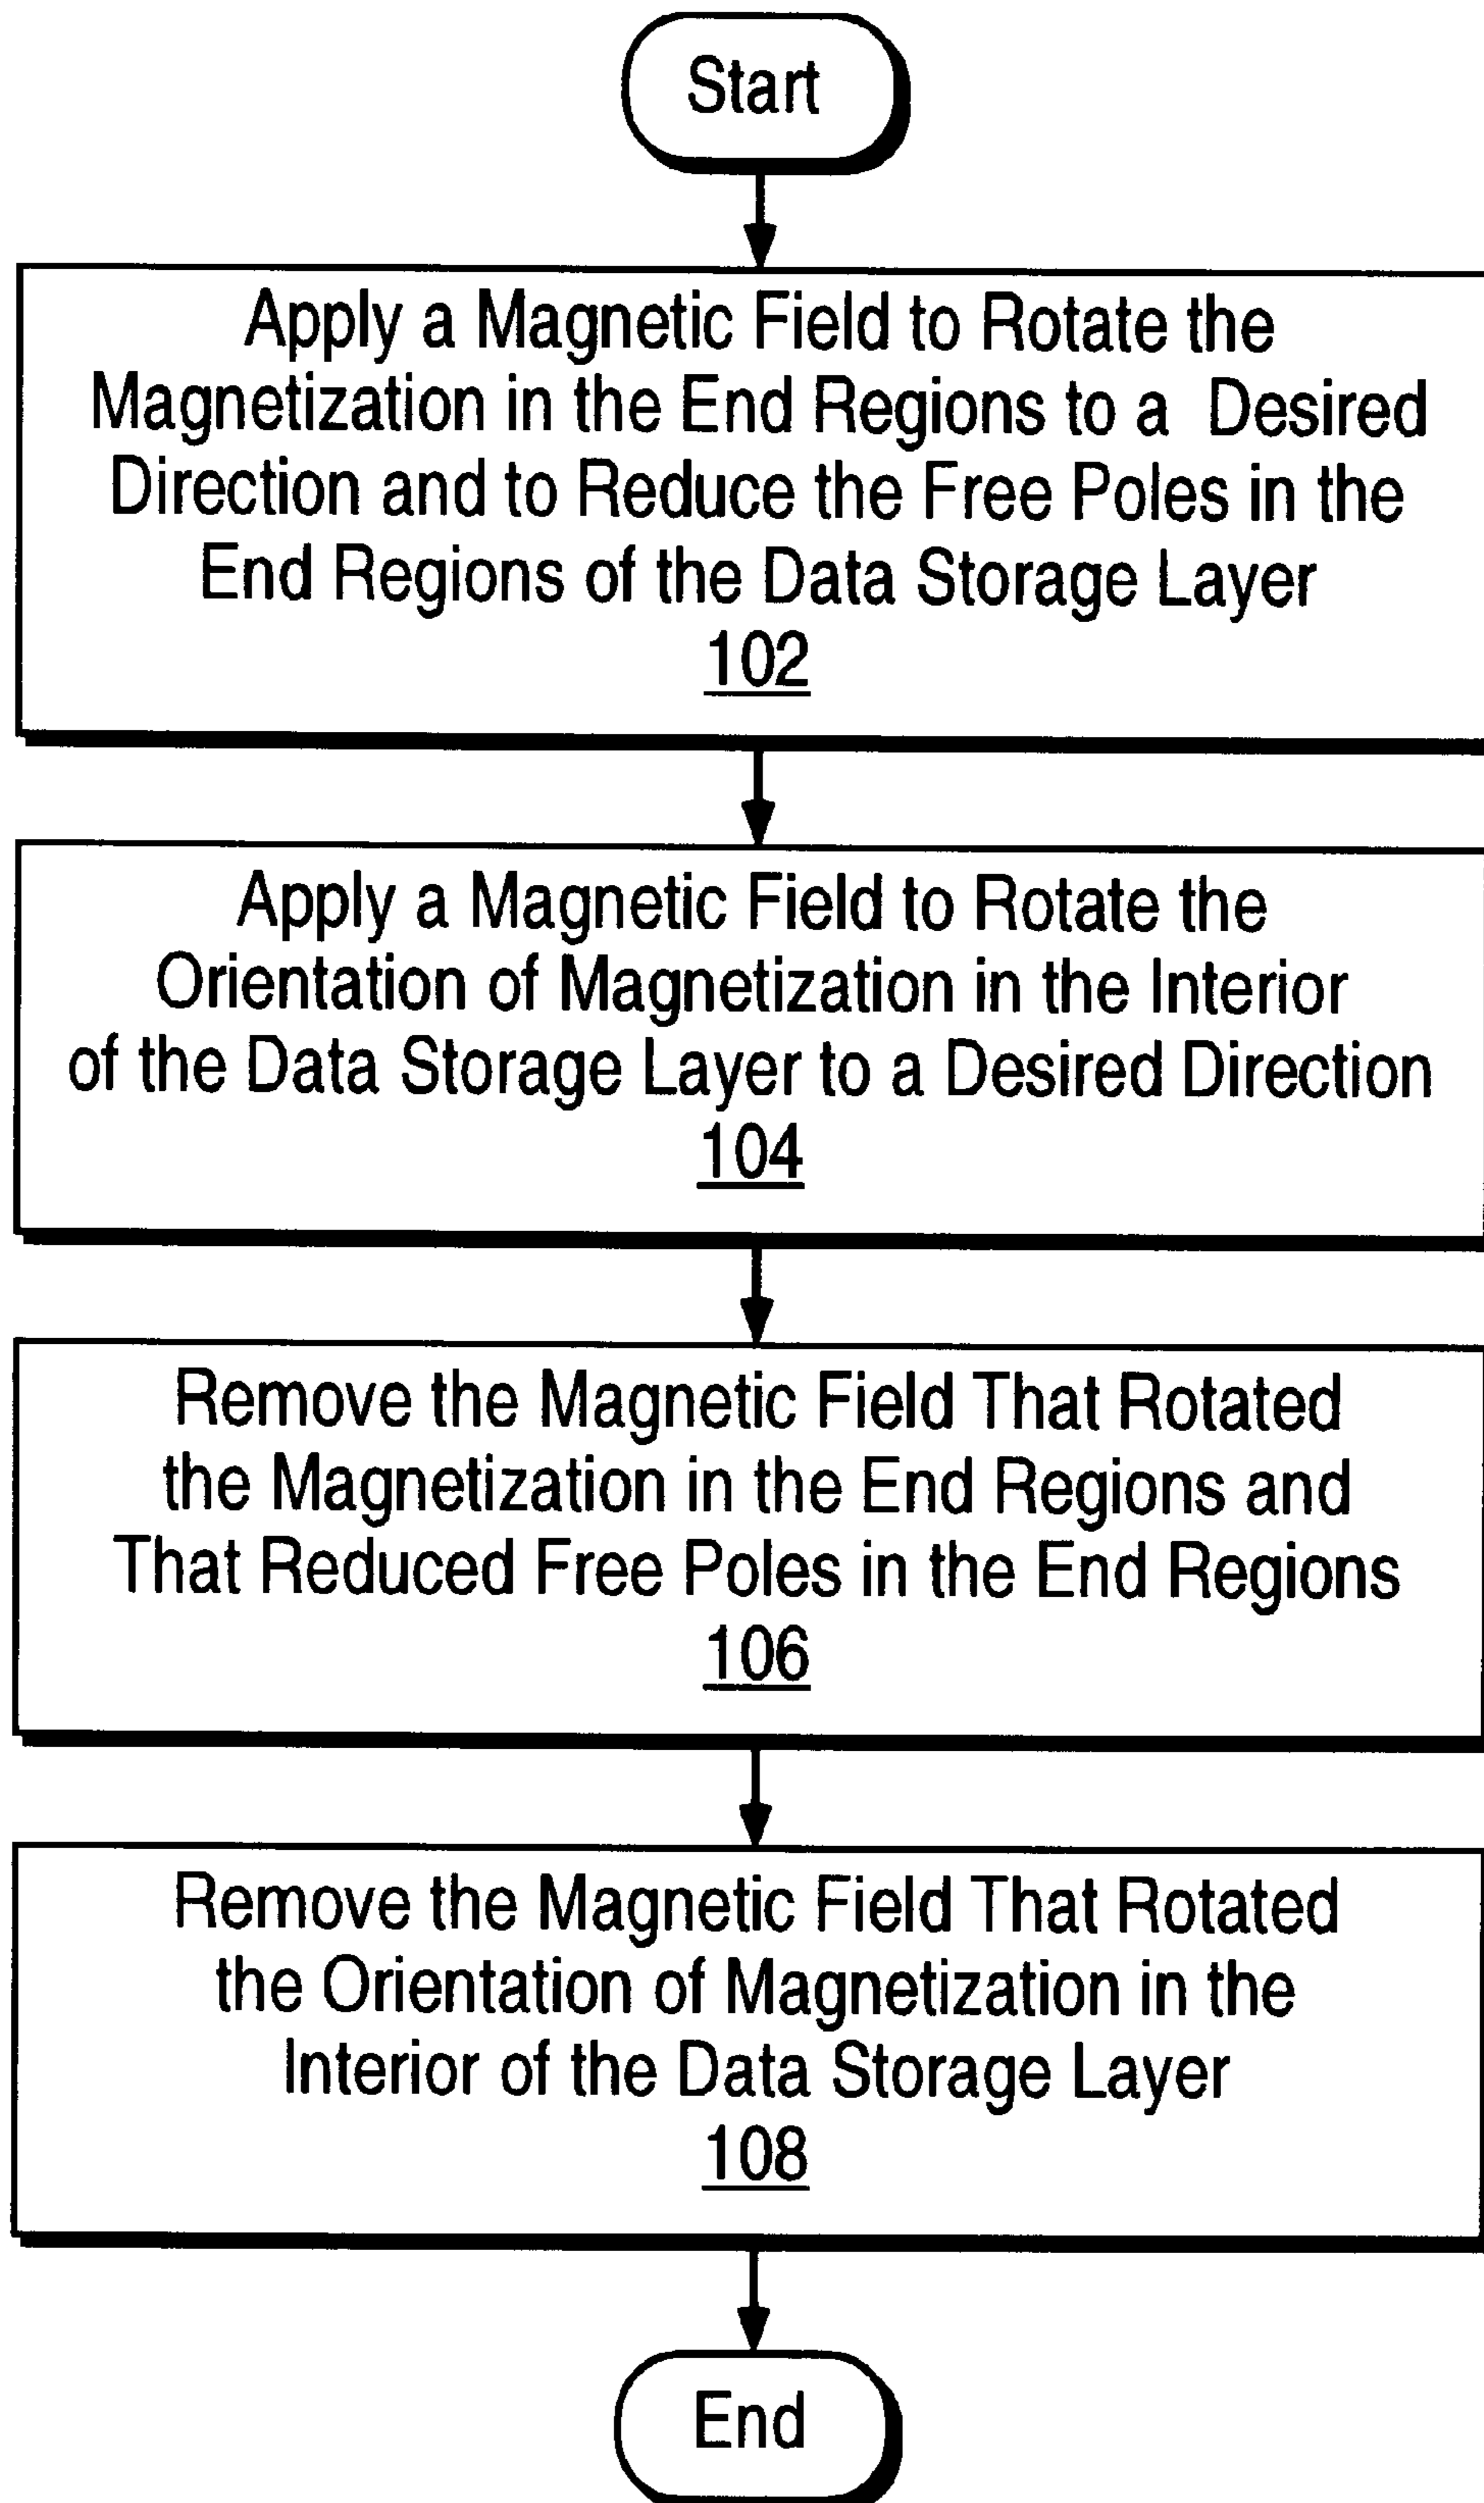 Start
Apply a Magnetic Field to Rotate the
Magnetization in the End Regions to a Desired
Direction and to Reduce the Free Poles in the
End Regions of the Data Storage Layer
102
Apply a Magnetic Field to Rotate the
Orientation of Magnetization in the Interior
of the Data Storage Layer to a Desired Direction
104
Remove the Magnetic Field That Rotated
the Magnetization in the End Regions and
That Reduced Free Poles in the End Regions
106
Remove the Magnetic Field That Rotated
the Orientation of Magnetization in the
Interior of the Data Storage Layer
108
End